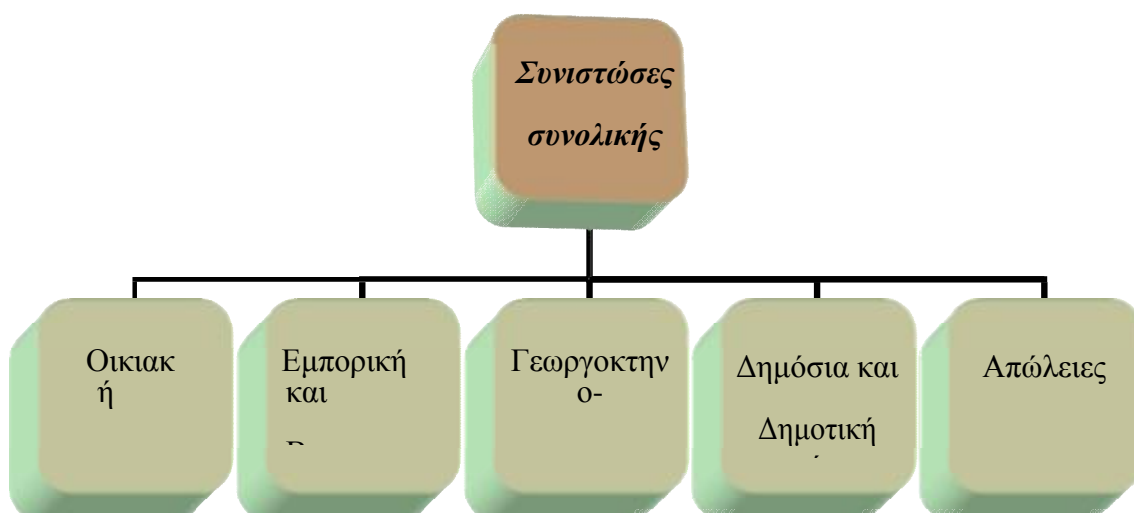 Συνιστώσες
συνολικής
Οικιακ
ή
Εμπορική
και
Γεωργοκτην
ο-
Δημόσια και
Δημοτική
Απώλειες